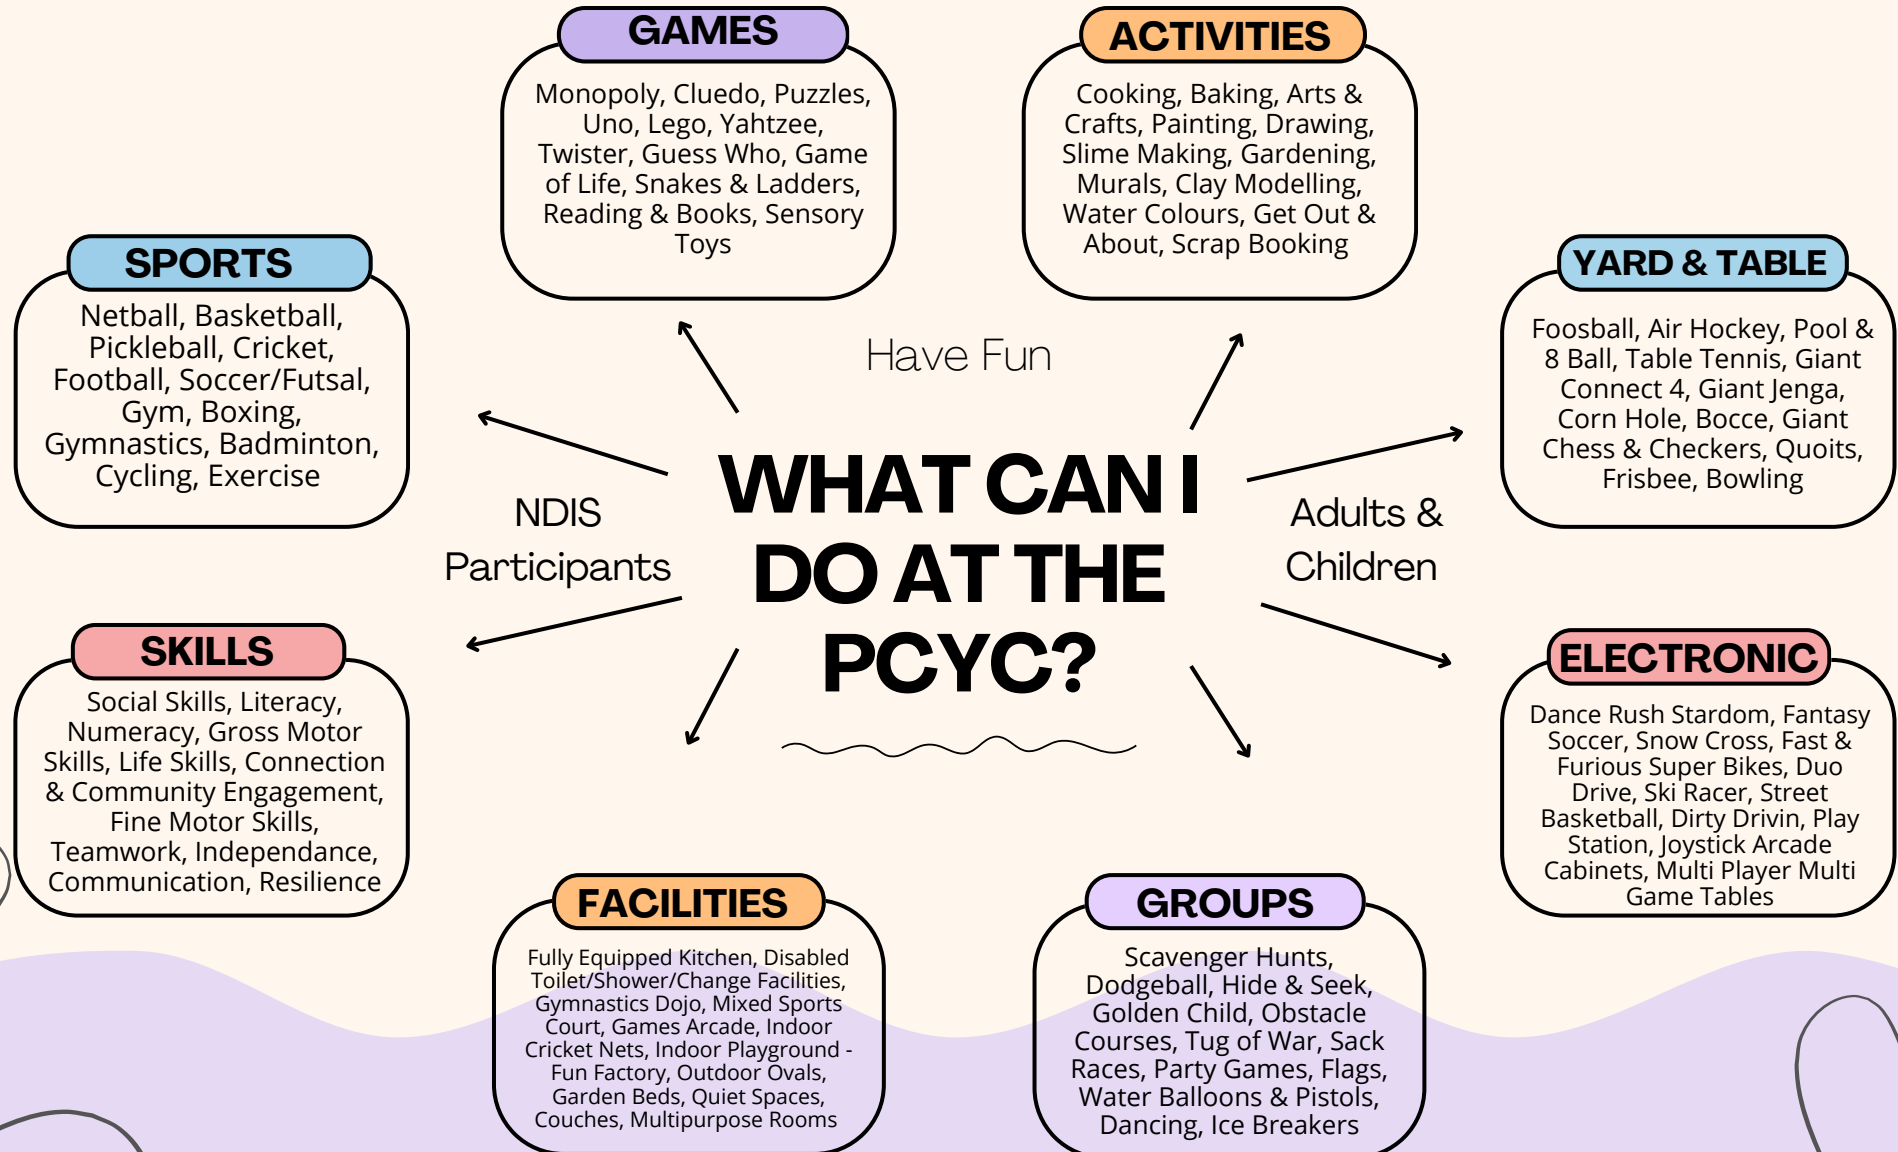 GAMES
Monopoly, Cluedo, Puzzles,
Uno, Lego, Yahtzee,
Twister, Guess Who, Game
of Life, Snakes & Ladders,
Reading & Books, Sensory
Toys
ACTIVITIES
Cooking, Baking, Arts &
Crafts, Painting, Drawing,
Slime Making, Gardening,
Murals, Clay Modelling,
Water Colours, Get Out &
About, Scrap Booking
SPORTS
Netball, Basketball,
Pickleball, Cricket,
Football, Soccer/Futsal,
Gym, Boxing,
Gymnastics, Badminton,
Cycling, Exercise
YARD & TABLE
Foosball, Air Hockey, Pool &
8 Ball, Table Tennis, Giant
Connect 4, Giant Jenga,
Corn Hole, Bocce, Giant
Chess & Checkers, Quoits,
Frisbee, Bowling
Have Fun
NDIS
Participants
WHAT CAN I
DO AT THE
PCYC?
Adults &
Children
SKILLS
Social Skills, Literacy,
Numeracy, Gross Motor
Skills, Life Skills, Connection
& Community Engagement,
Fine Motor Skills,
Teamwork, Independance,
Communication, Resilience
ELECTRONIC
Dance Rush Stardom, Fantasy
Soccer, Snow Cross, Fast &
Furious Super Bikes, Duo
Drive, Ski Racer, Street
Basketball, Dirty Drivin, Play
Station, Joystick Arcade
Cabinets, Multi Player Multi
Game Tables
FACILITIES
Fully Equipped Kitchen, Disabled
Toilet/Shower/Change Facilities,
Gymnastics Dojo, Mixed Sports
Court, Games Arcade, Indoor
Cricket Nets, Indoor Playground -
Fun Factory, Outdoor Ovals,
Garden Beds, Quiet Spaces,
Couches, Multipurpose Rooms
GROUPS
Scavenger Hunts,
Dodgeball, Hide & Seek,
Golden Child, Obstacle
Courses, Tug of War, Sack
Races, Party Games, Flags,
Water Balloons & Pistols,
Dancing, Ice Breakers